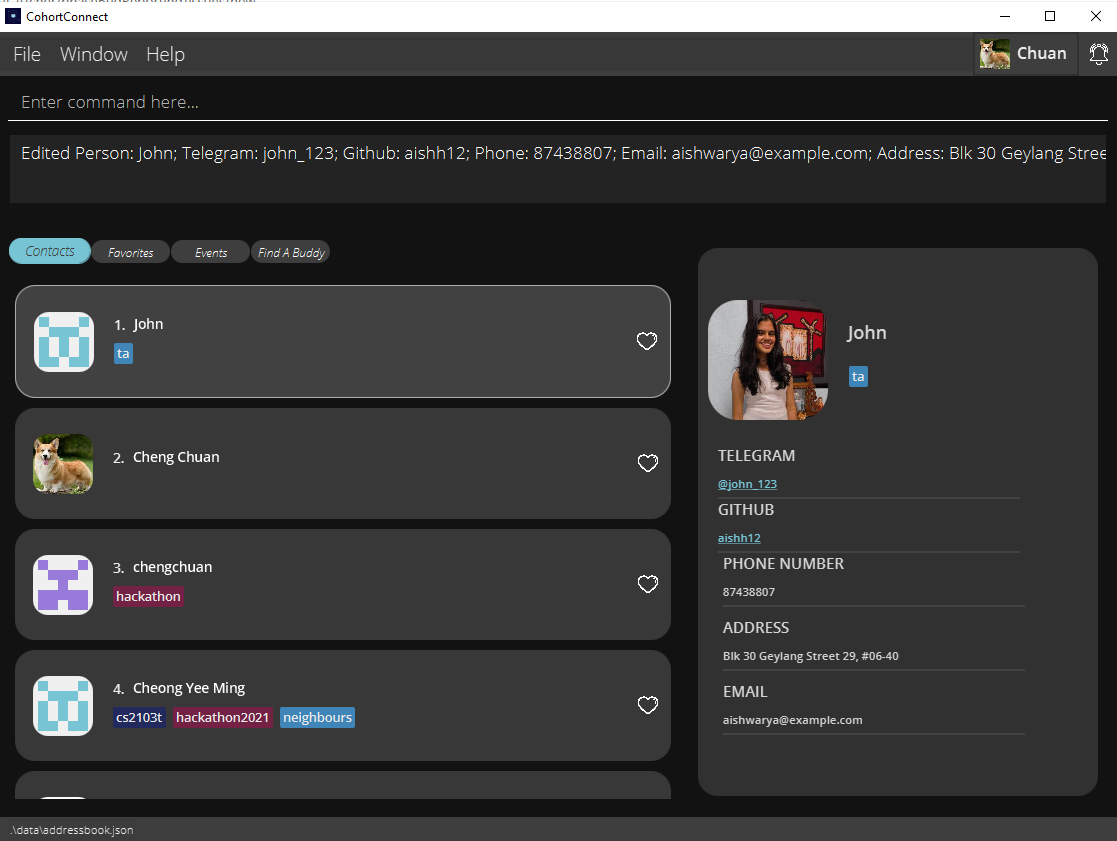 CohortConnect
File Window Help Chuan
Enter command here...
Edited Person: John; Telegram: john_123; Github: aishh12; Phone: 87438807; Email: aishwarya@example.com; Address: Blk 30 Geylang Stree
Contacts Favorites Events Find A Buddy
1. John
ta
2. Cheng Chuan
3. chengchuan
hackathon
4. Cheong Yee Ming
cs2103t hackathon2021 neighbours
John
ta
TELEGRAM
@john_123
GITHUB
aishh12
PHONE NUMBER
87438807
ADDRESS
Blk 30 Geylang Street 29, #06-40
EMAIL
aishwarya@example.com
.\data\addressbook.json